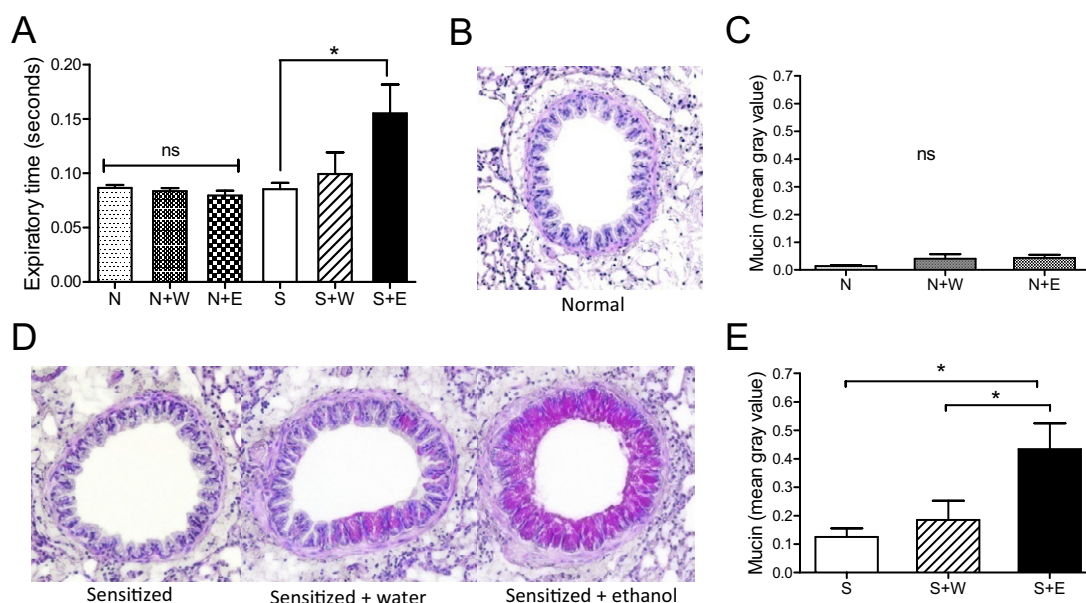 A
Expiratory time (seconds)
0.20
0.15
0.10
0.05
0.00
ns
*
N
N+W
N+E
S
S+W
S+E
B
Normal
C
Mucin (mean gray value)
0.7
0.6
0.5
0.4
0.3
0.2
0.1
0.0
ns
N
N+W
N+E
D
Sensitized
Sensitized + water
Sensitized + ethanol
E
Mucin (mean gray value)
0.7
0.6
0.5
0.4
0.3
0.2
0.1
0.0
*
*
S
S+W
S+E